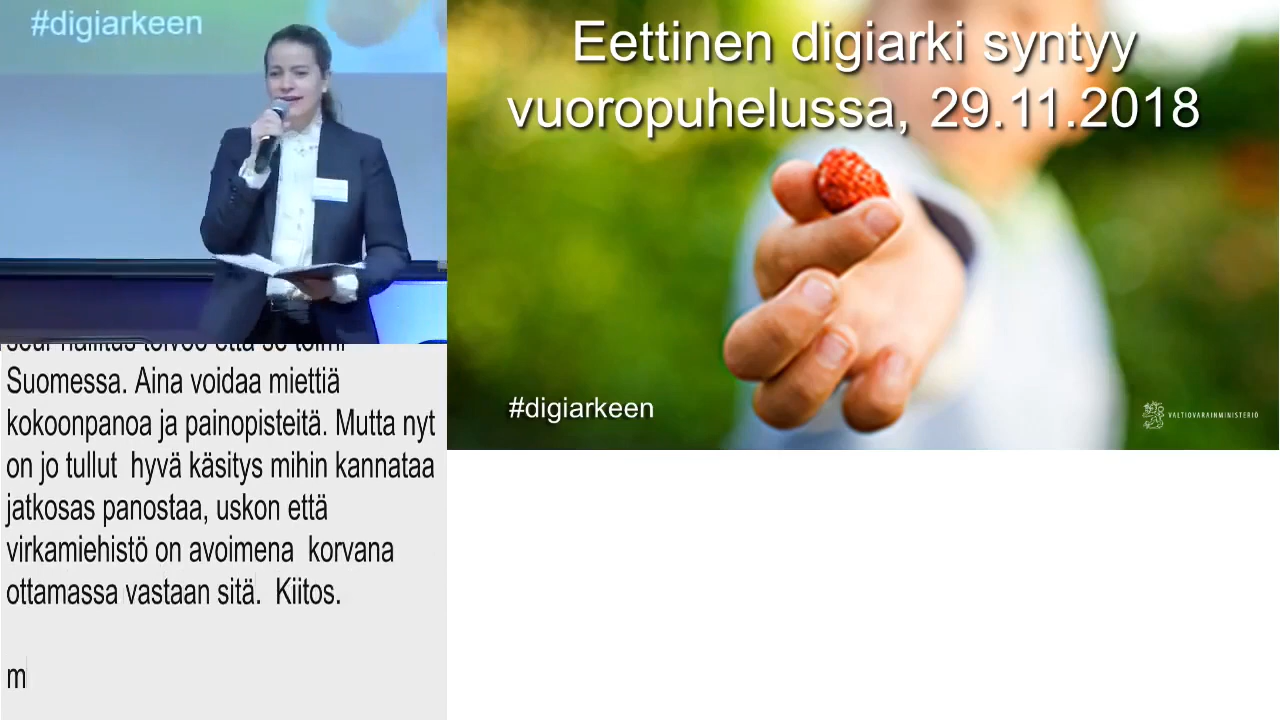 #digiarkeen
Eettinen digiarki syntyy
vuoropuhelussa, 29.11.2018
#digiarkeen
VALTIOVARAINMINISTERIÖ
Suomessa. Aina voidaa miettiä
kokoonpanoa ja painopisteitä. Mutta nyt
on jo tullut hyvä käsitys mihin kannataa
jatkosas panostaa, uskon että
virkamiehistö on avoimena korvana
ottamassa vastaan sitä. Kiitos.
m